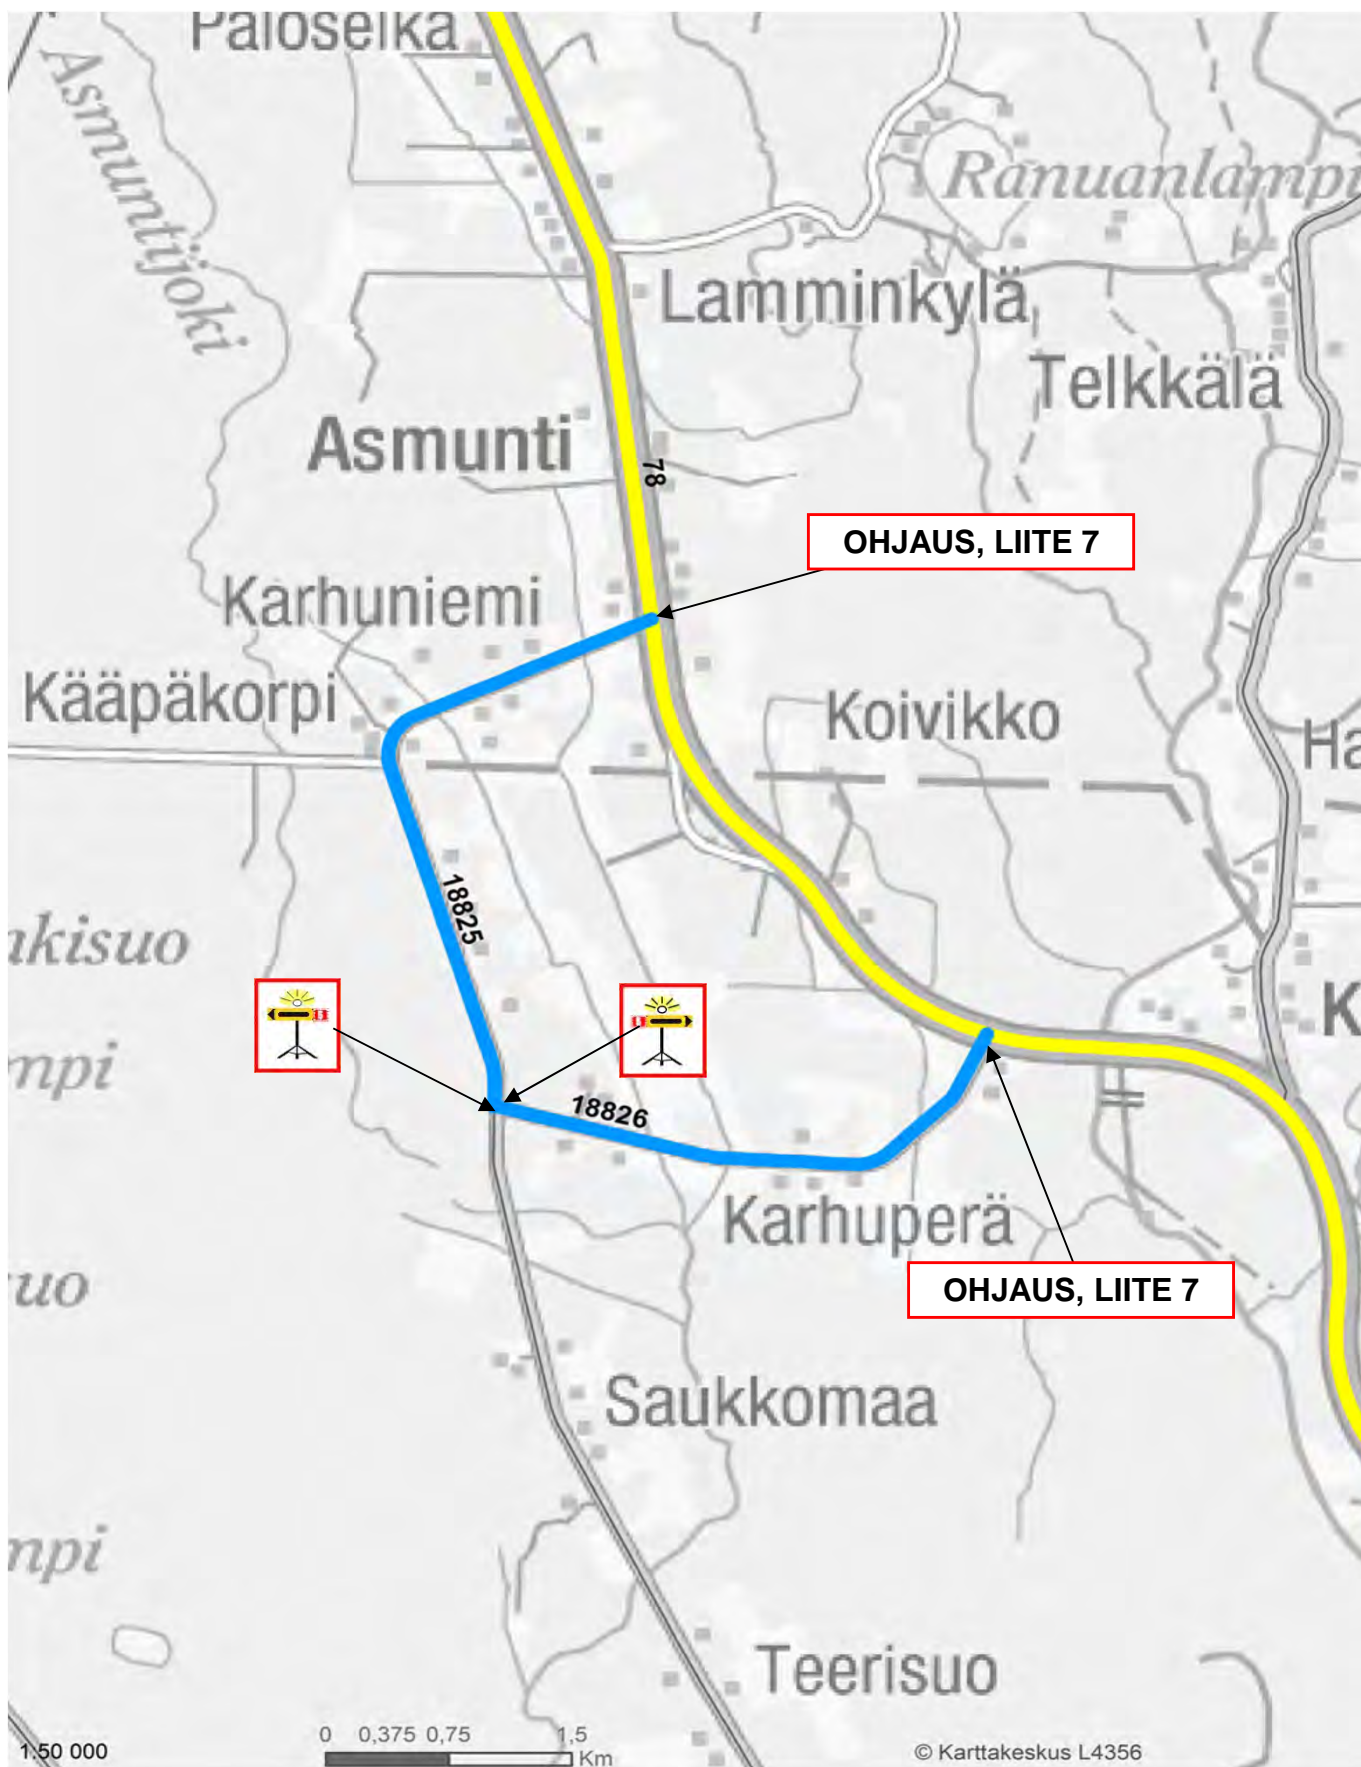 Paloselkä
Asmuntijoki
Ranuanlampi
Lamminkylä
Telkkälä
Asmunti
78
OHJAUS, LIITE 7
Karhuniemi
Kääpäkorpi
Koivikko
Ha
18825
akisuo
K
mpi
18826
Karhuperä
uo
OHJAUS, LIITE 7
Saukkomaa
mpi
Teerisuo
1:50 000
0 0,375 0,75 1,5
Km
© Karttakeskus L4356